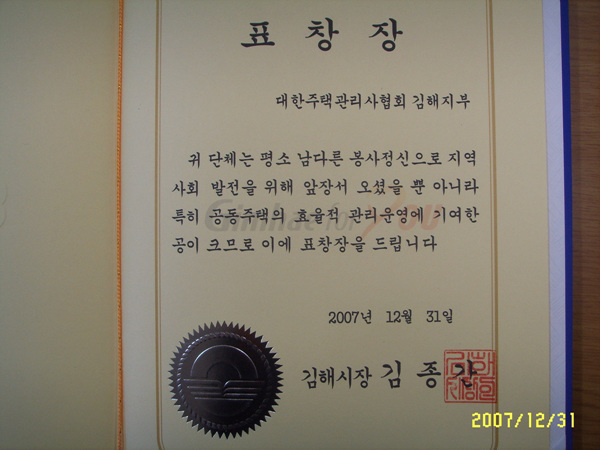 표 창 장
대한주택관리사협회 김해지부
귀 단체는 평소 남다른 봉사정신으로 지역
사회 발전을 위해 앞장서 오셨을 뿐 아니라
특히 공동주택의 효율적 관리운영에 기여한
공이 크므로 이에 표창장을 드립니다
Gimhae for You
2007년 12월 31일
김해시장 김 종 간
2007/12/31